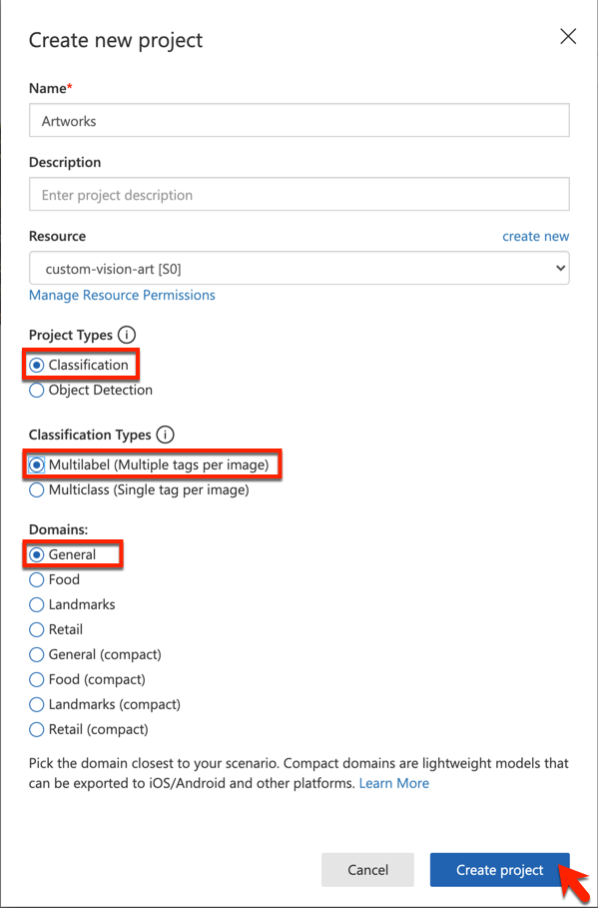 Create new project
Name*
Artworks
Description
Enter project description
Resource create new
custom-vision-art [S0]
Manage Resource Permissions
Project Types i
Classification
Object Detection
Classification Types i
Multilabel (Multiple tags per image)
Multiclass (Single tag per image)
Domains:
General
Food
Landmarks
Retail
General (compact)
Food (compact)
Landmarks (compact)
Retail (compact)
Pick the domain closest to your scenario. Compact domains are lightweight models that
can be exported to iOS/Android and other platforms. Learn More
Cancel Create project